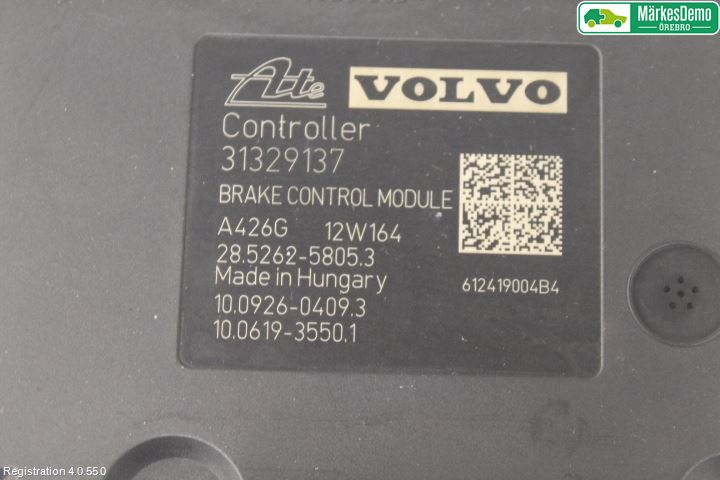 MärkesDemo
ÖREBRO
Ate VOLVO
Controller
31329137
BRAKE CONTROL MODULE
A426G 12W164
28.5262-5805.3
Made in Hungary
612419004B4
10.0926-0409.3
10.0619-3550.1
Registration 4.0.55.0